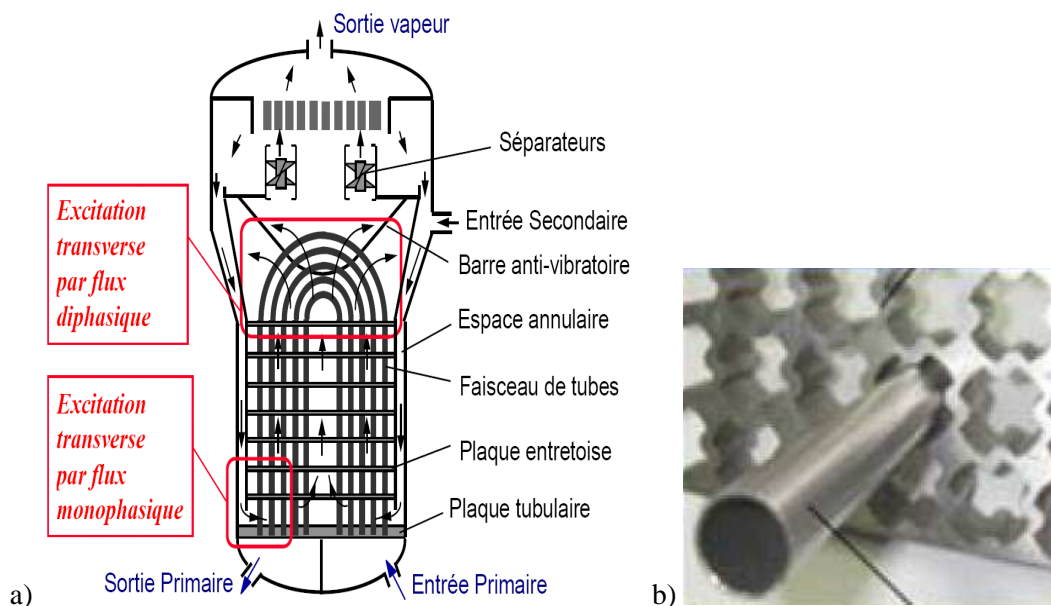 Sortie vapeur
Séparateurs
Excitation
transverse
par flux
diphasique
Entrée Secondaire
Barre anti-vibratoire
Espace annulaire
Faisceau de tubes
Excitation
transverse
par flux
monophasique
Plaque entretoise
Plaque tubulaire
Sortie Primaire
Entrée Primaire
a)
b)